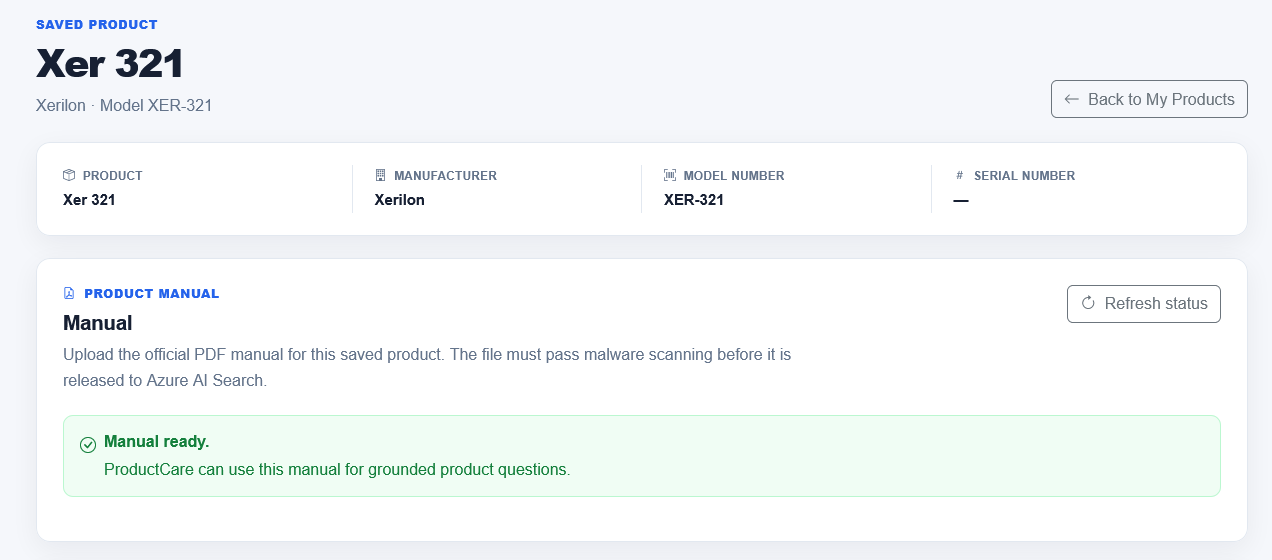 SAVED PRODUCT
Xer 321
Xerilon · Model XER-321
Back to My Products
PRODUCT
Xer 321
MANUFACTURER
Xerilon
MODEL NUMBER
XER-321
# SERIAL NUMBER
—
PRODUCT MANUAL
Manual
Refresh status
Upload the official PDF manual for this saved product. The file must pass malware scanning before it is
released to Azure AI Search.
Manual ready.
ProductCare can use this manual for grounded product questions.